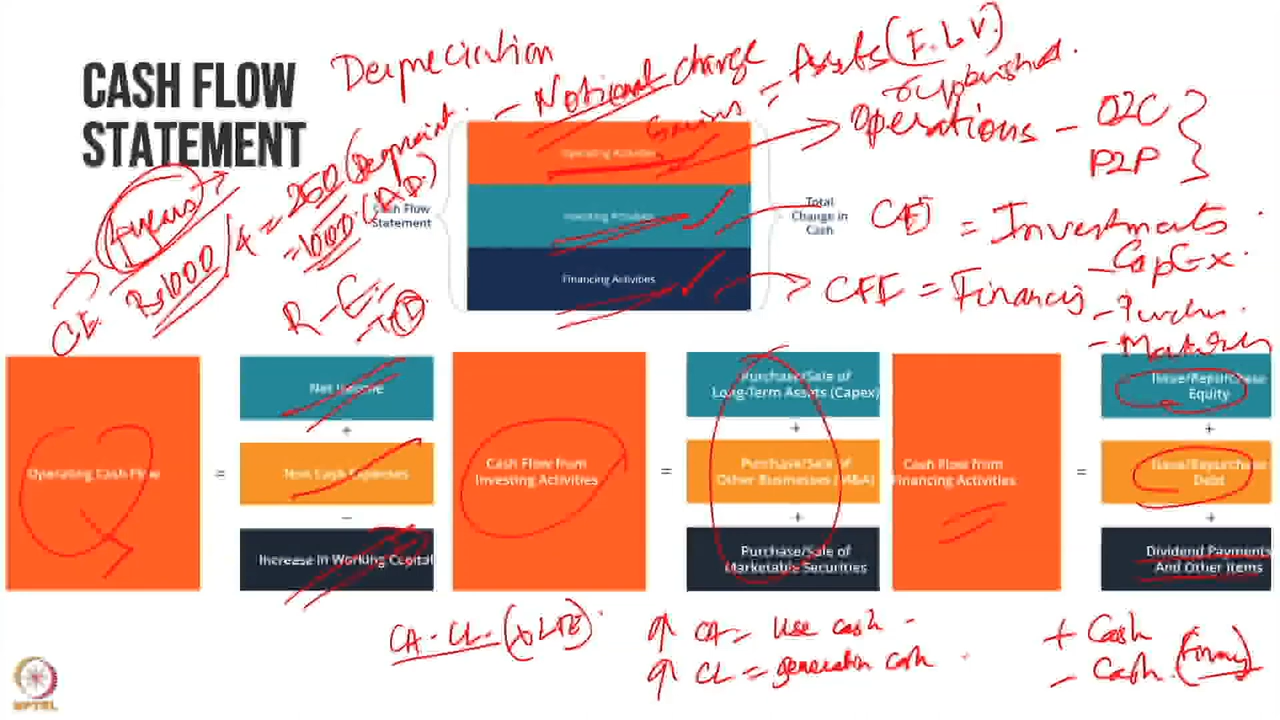 CASH FLOW
STATEMENT
Depreciation
- Notional charge
= Assets (F.L.V.)
Operating Activities
Investing Activities
Financing Activities
Cash Flow
Statement
Total
Change in
Cash
Operations - O2C
P2P
= Investments
- CapEx.
CFF = Financing
4 years
Rs 1000 / 4 = 250
= 1000 (A.D.)
R - E
Operating Cash Flow
=
Net Income
+
Non Cash Expenses
-
Increase In Working Capital
Cash Flow from
Investing Activities
=
Purchase/Sale of
Long-Term Assets (Capex)
+
Purchase/Sale of
Other Businesses (M&A)
+
Purchase/Sale of
Marketable Securities
Cash Flow from
Financing Activities
=
Issue/Repurchase
Equity
+
Issue/Repurchase
Debt
+
Dividend Payments
And Other Items
CA - CL -
↑ CA = use cash -
↑ CL = generation cash
+ Cash
- Cash
NPTEL